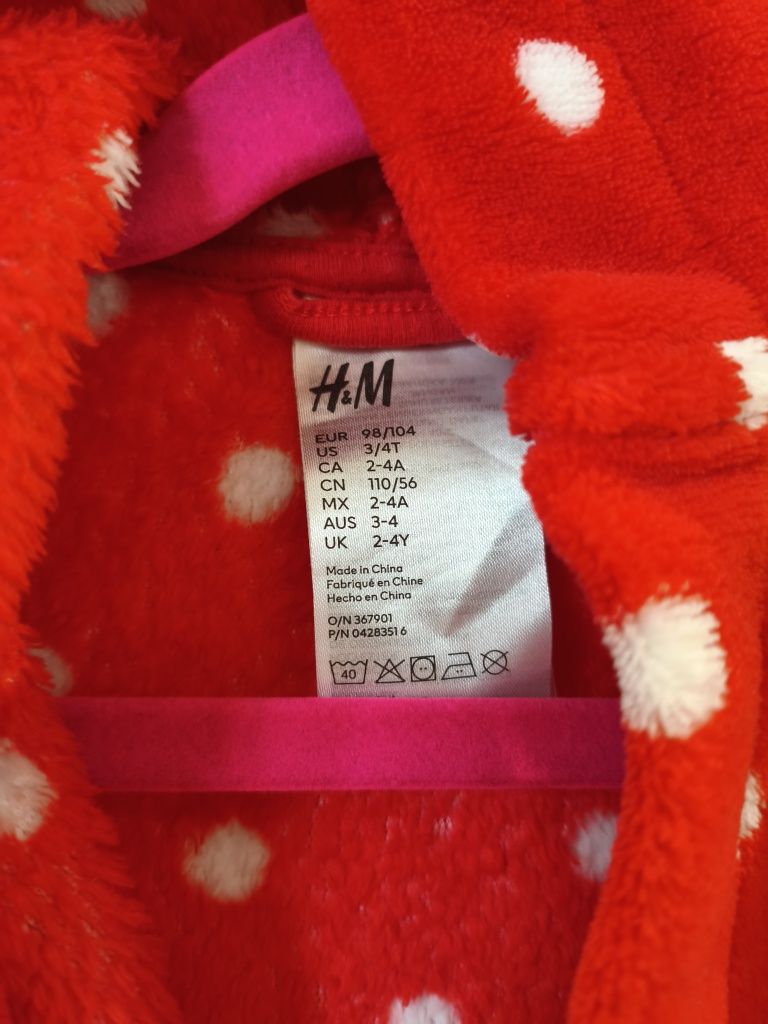 H&M
EUR 98/104
US 3/4T
CA 2-4A
CN 110/56
MX 2-4A
AUS 3-4
UK 2-4Y
Made in China
Fabriqué en Chine
Hecho en China
O/N 367901
P/N 04283516
40